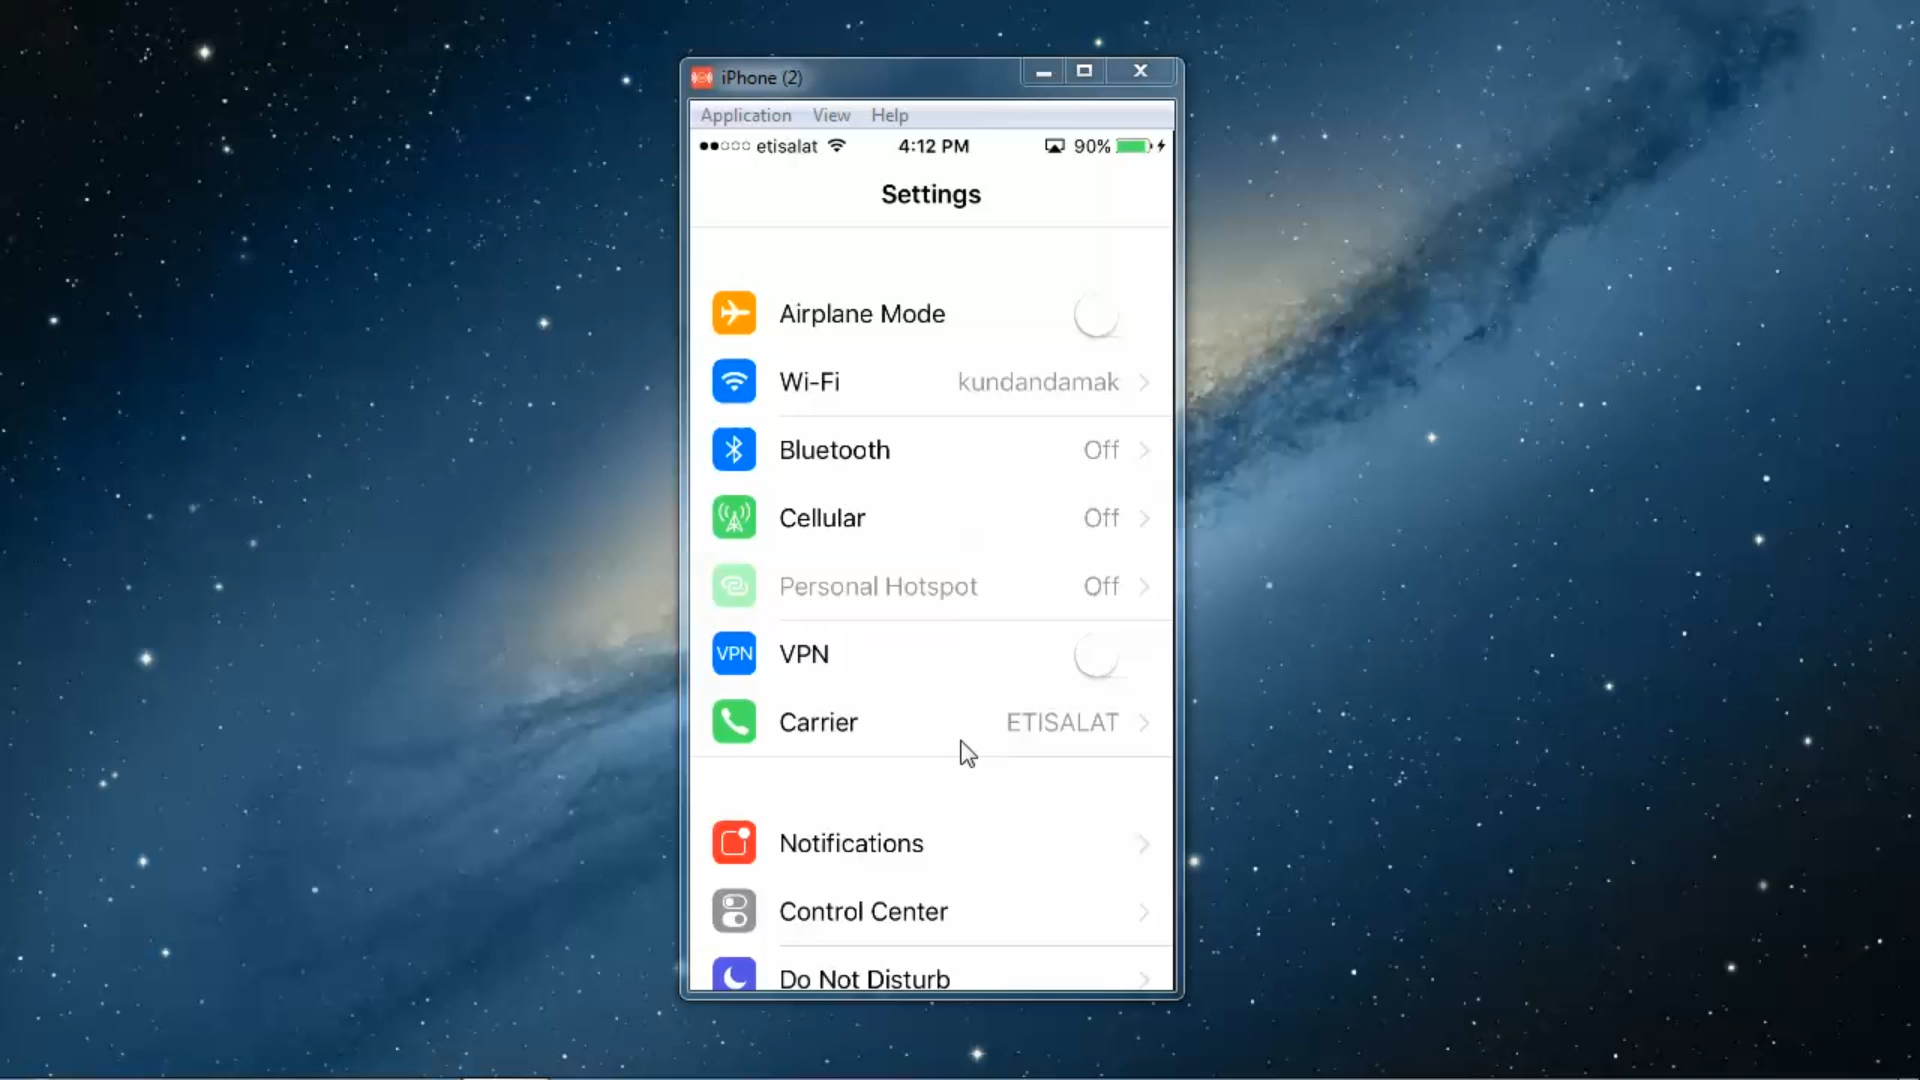 iPhone (2)
Application View Help
etisalat 4:12 PM 90%
Settings
Airplane Mode
Wi-Fi kundandamak
Bluetooth Off
Cellular Off
Personal Hotspot Off
VPN VPN
Carrier ETISALAT
Notifications
Control Center
Do Not Disturb